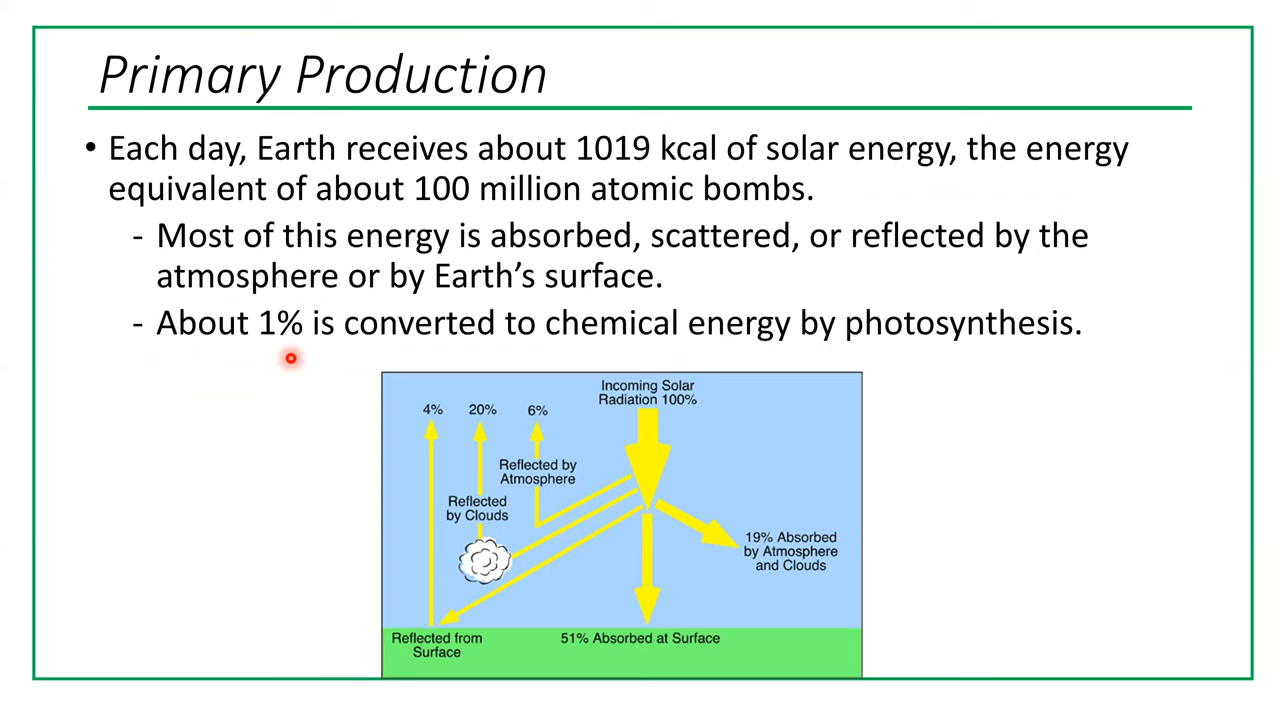 Primary Production
• Each day, Earth receives about 1019 kcal of solar energy, the energy
equivalent of about 100 million atomic bombs.
- Most of this energy is absorbed, scattered, or reflected by the
atmosphere or by Earth's surface.
- About 1% is converted to chemical energy by photosynthesis.
Incoming Solar
Radiation 100%
4% 20% 6%
Reflected by
Atmosphere
Reflected
by Clouds
19% Absorbed
by Atmosphere
and Clouds
Reflected from
Surface
51% Absorbed at Surface